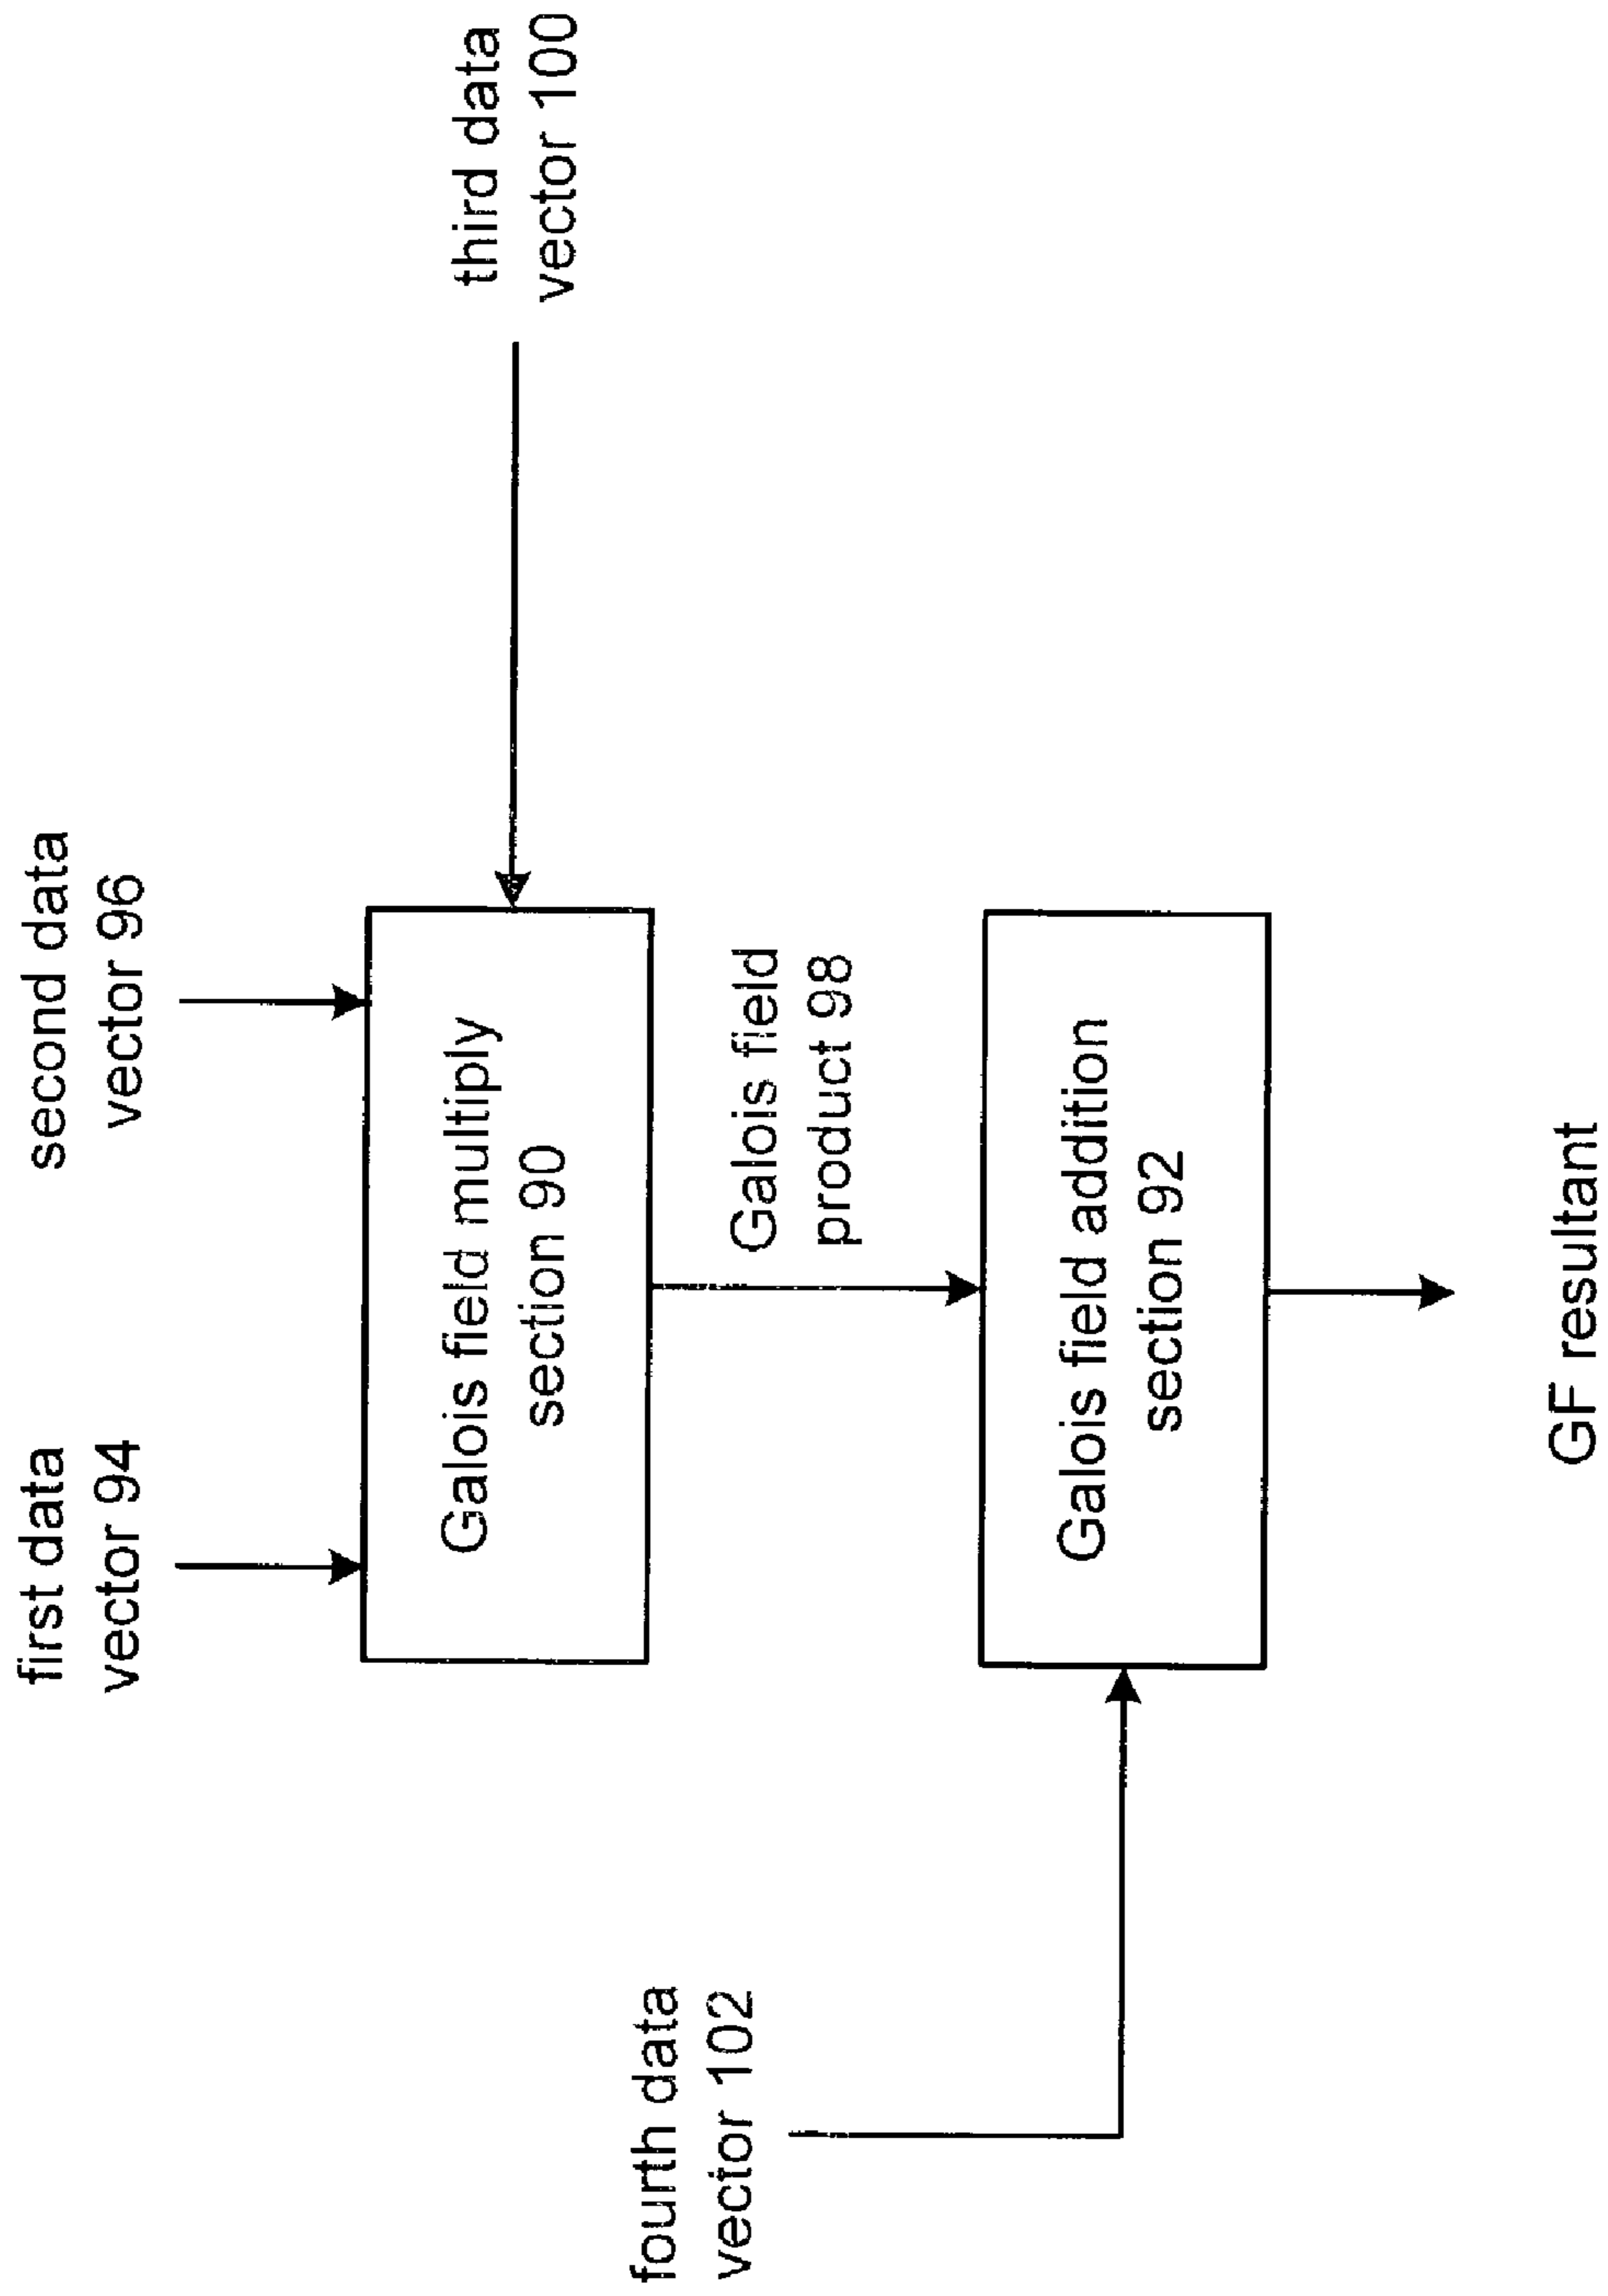 first data
vector 94
second data
vector 96
third data
vector 100
Galois field multiply
section 90
Galois field
product 98
fourth data
vector 102
Galois field addition
section 92
GF resultant